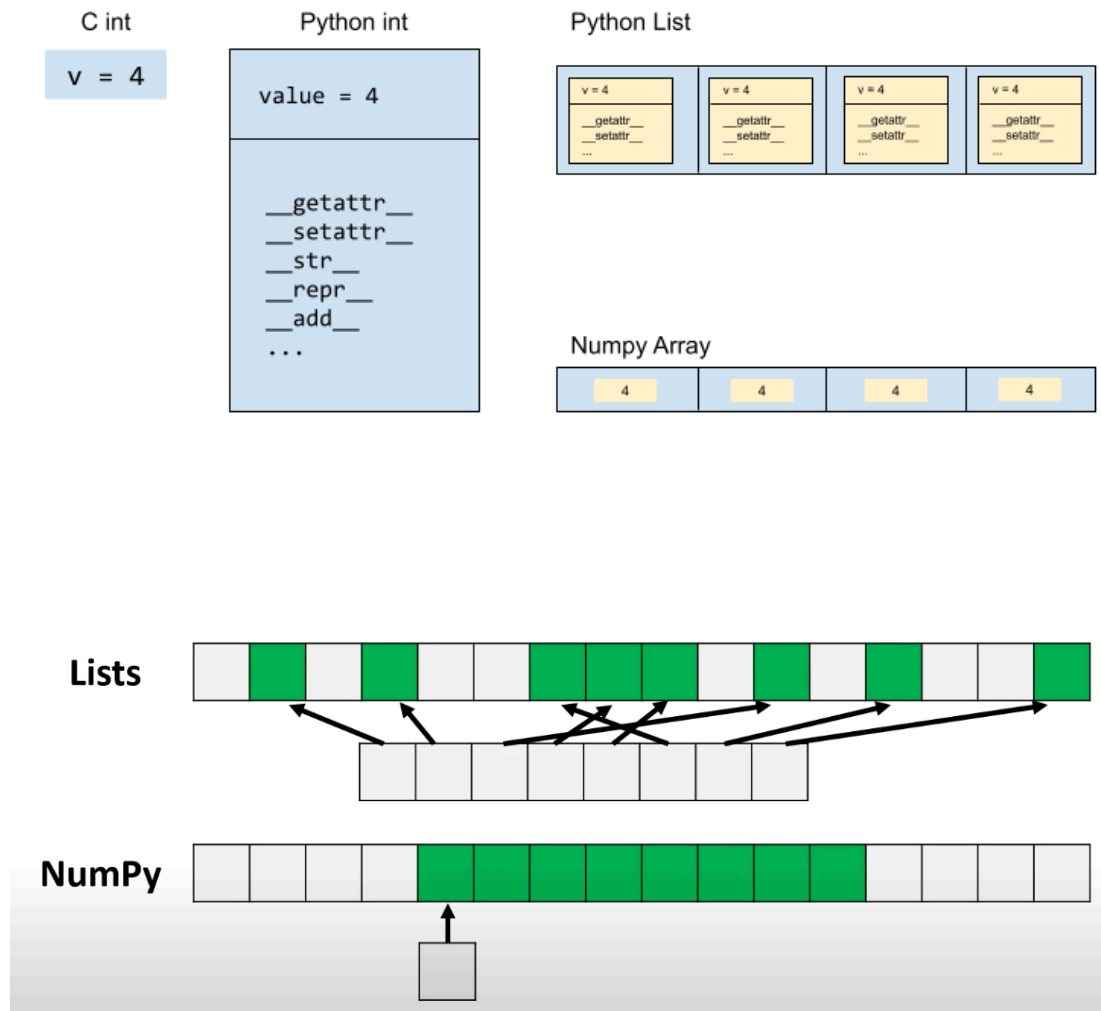 C int
v = 4
Python int
value = 4
__getattr__
__setattr__
__str__
__repr__
__add__
...
Python List
v = 4
__getattr__
__setattr__
...
v = 4
__getattr__
__setattr__
...
v = 4
__getattr__
__setattr__
...
v = 4
__getattr__
__setattr__
...
Numpy Array
4 4 4 4
Lists
NumPy